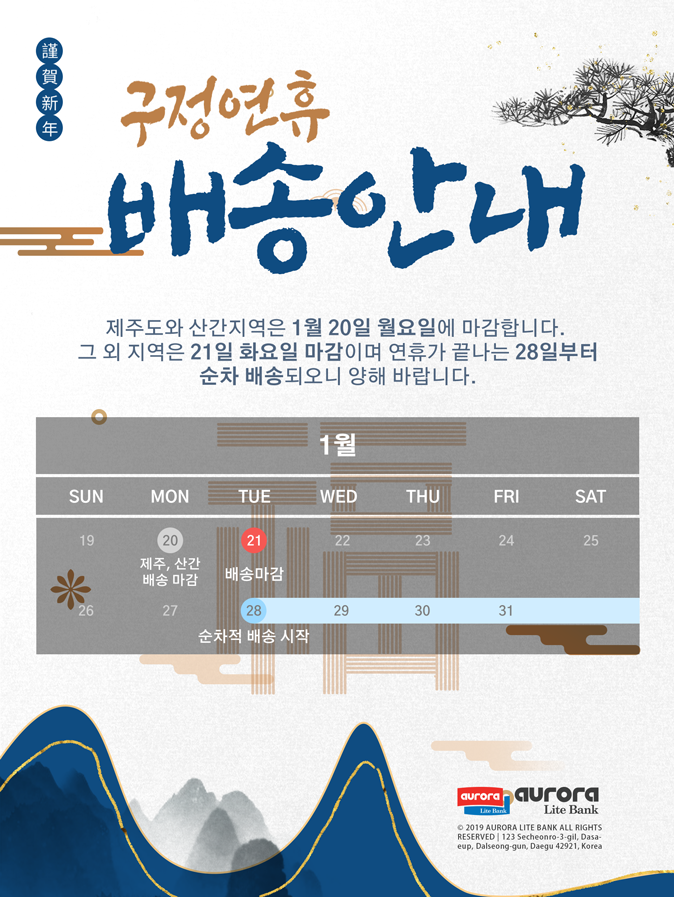 謹
賀
新
年
구정연휴
배송안내
제주도와 산간지역은 1월 20일 월요일에 마감합니다.
그 외 지역은 21일 화요일 마감이며 연휴가 끝나는 28일부터
순차 배송되오니 양해 바랍니다.
1월
SUN MON TUE WED THU FRI SAT
19 20 21 22 23 24 25
제주, 산간
배송 마감
배송마감
26 27 28 29 30 31
순차적 배송 시작
aurora
Lite Bank
aurora
Lite Bank
© 2019 AURORA LITE BANK ALL RIGHTS
RESERVED | 123 Secheonro-3-gil, Dasa-
eup, Dalseong-gun, Daegu 42921, Korea